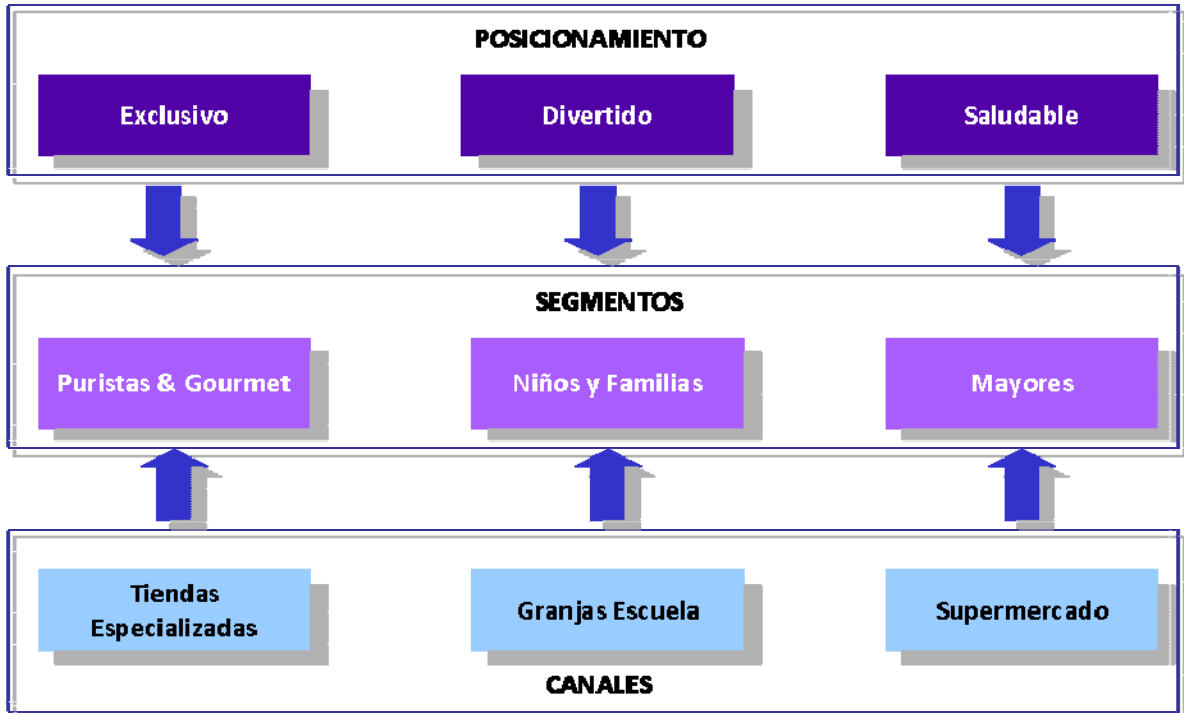 POSICIONAMIENTO
Exclusivo
Divertido
Saludable
SEGMENTOS
Puristas & Gourmet
Niños y Familias
Mayores
Tiendas
Especializadas
Granjas Escuela
Supermercado
CANALES